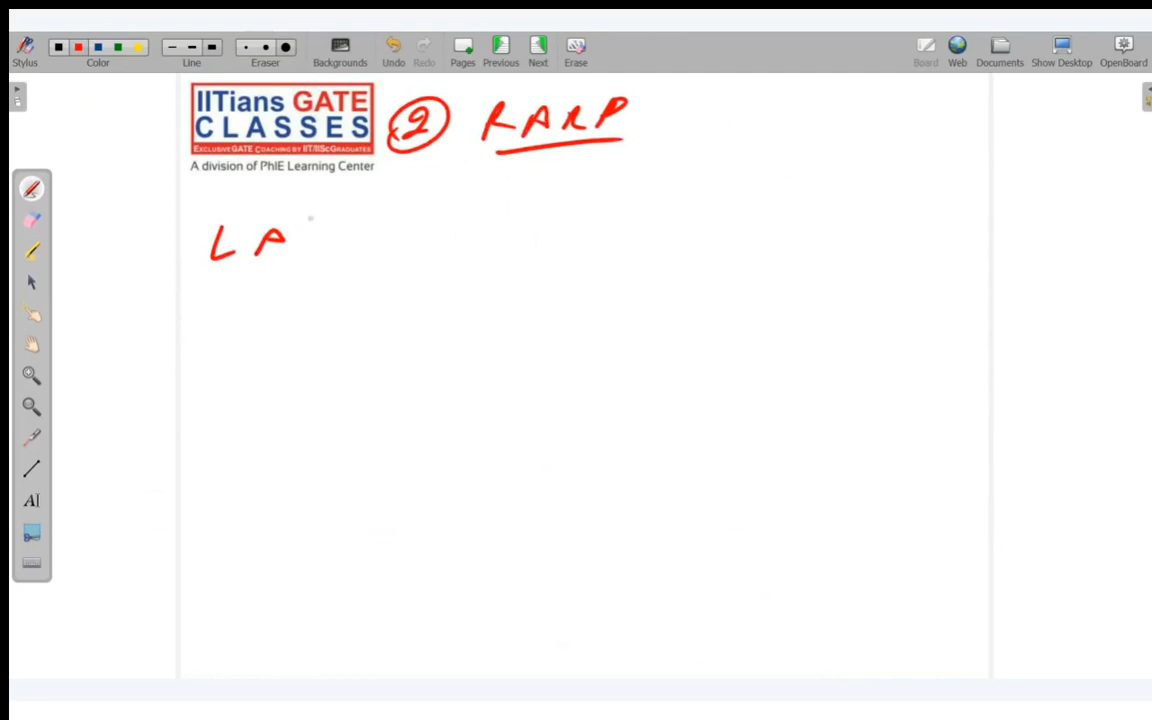 Stylus Color Line Eraser Backgrounds Undo Redo Pages Previous Next Erase Board Web Documents Show Desktop OpenBoard
IITians GATE
CLASSES
EXCLUSIVE GATE COACHING BY IIT/IISc GRADUATES
A division of PhIE Learning Center
2 RARP
LA
AI